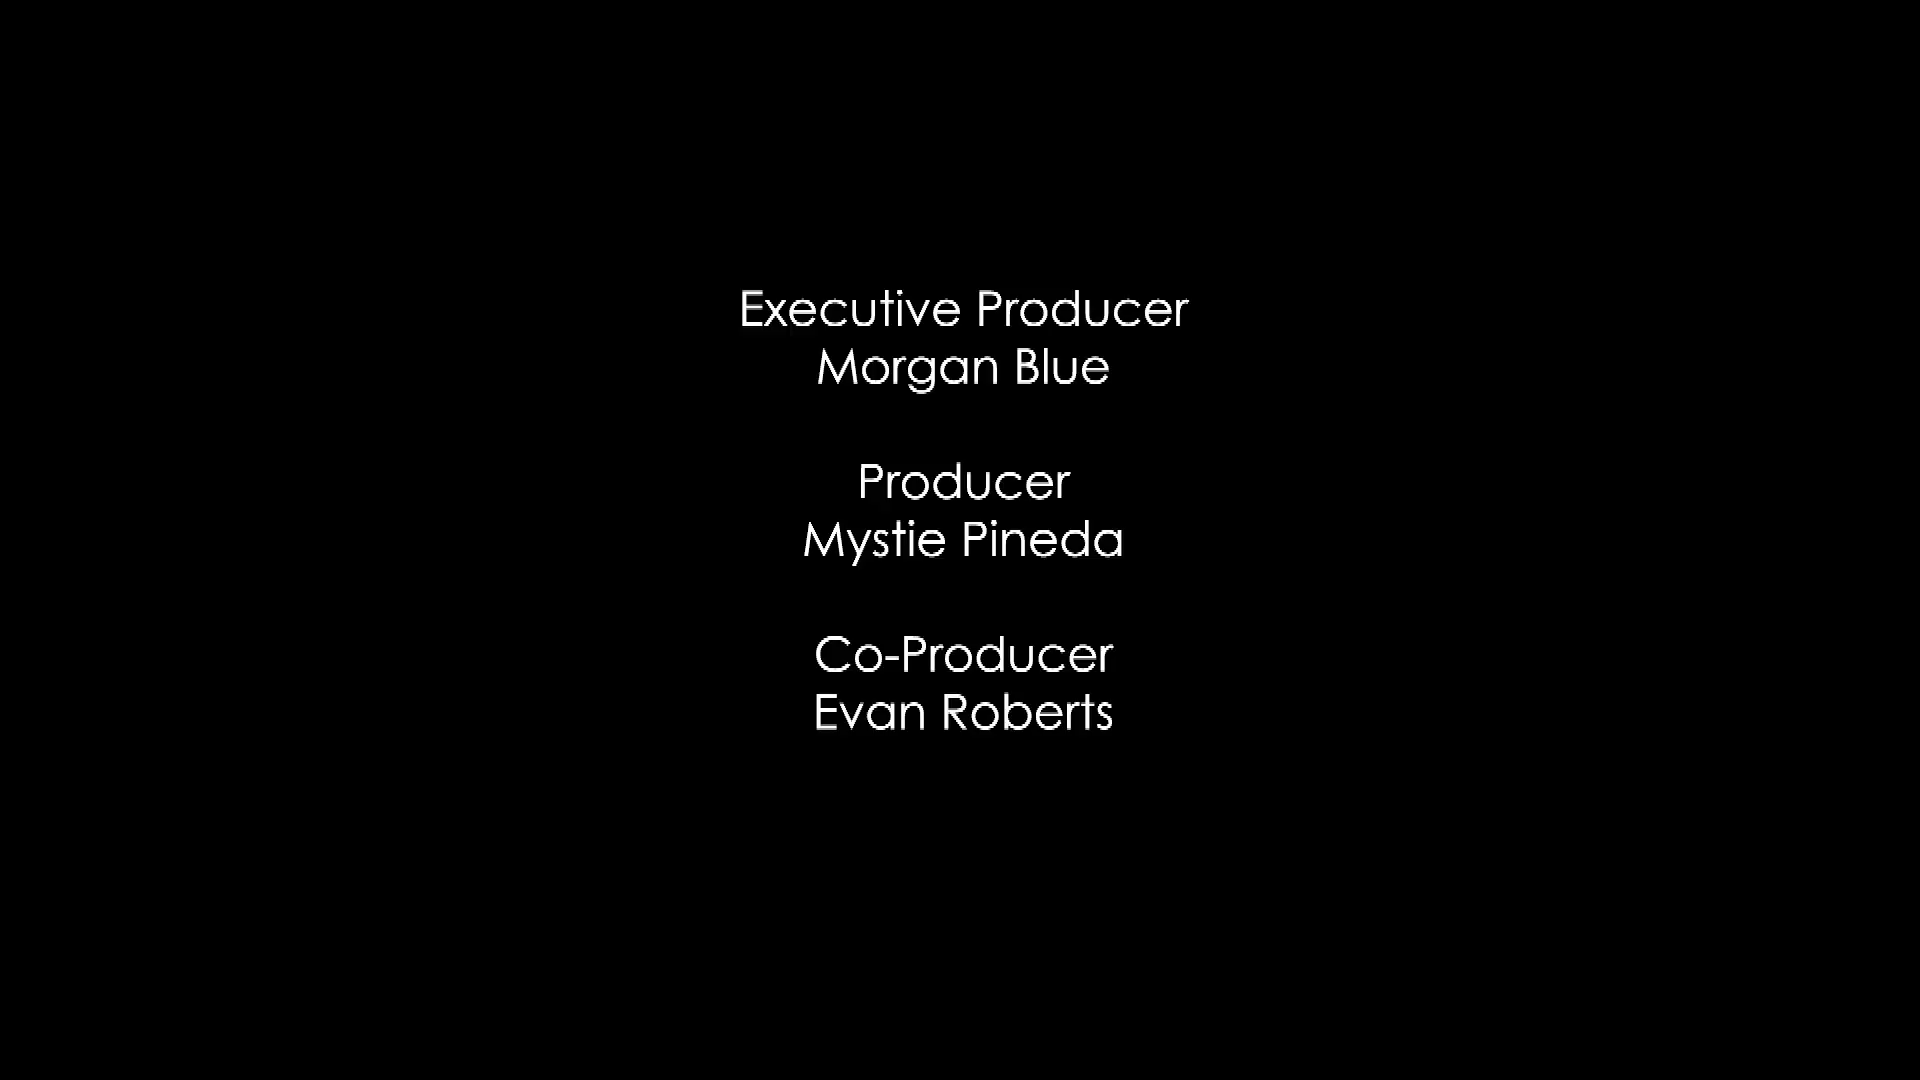 Executive Producer
Morgan Blue
Producer
Mystie Pineda
Co-Producer
Evan Roberts